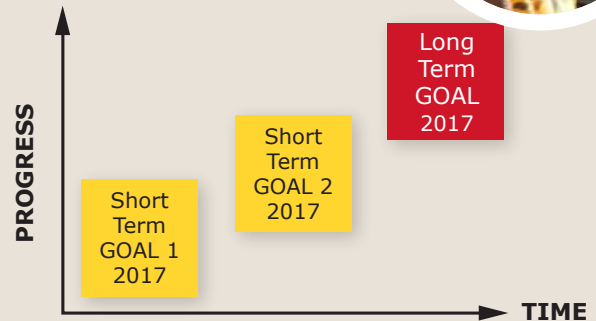 Long
Term
GOAL
2017
Short
Term
GOAL 2
2017
Short
Term
GOAL 1
2017
PROGRESS
TIME